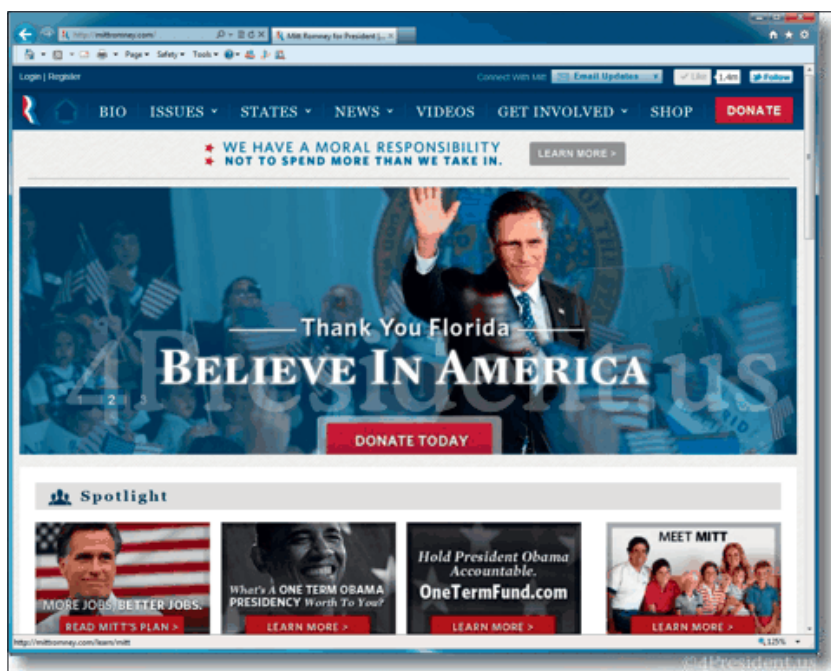 http://mittromney.com/
Mitt Romney for President | ...
Page Safety Tools
Login | Register
Connect With Mitt
Email Updates
Like
1.4m
Follow
BIO ISSUES STATES NEWS VIDEOS GET INVOLVED SHOP DONATE
WE HAVE A MORAL RESPONSIBILITY
NOT TO SPEND MORE THAN WE TAKE IN.
LEARN MORE >
Thank You Florida
BELIEVE IN AMERICA
4President.us
1 2 3
DONATE TODAY
Spotlight
MORE JOBS, BETTER JOBS.
READ MITT'S PLAN >
What's A ONE TERM OBAMA
PRESIDENCY Worth To You?
LEARN MORE >
Hold President Obama
Accountable.
OneTermFund.com
LEARN MORE >
MEET MITT
LEARN MORE >
http://mittromney.com/learn/mitt
125%
©4President.us